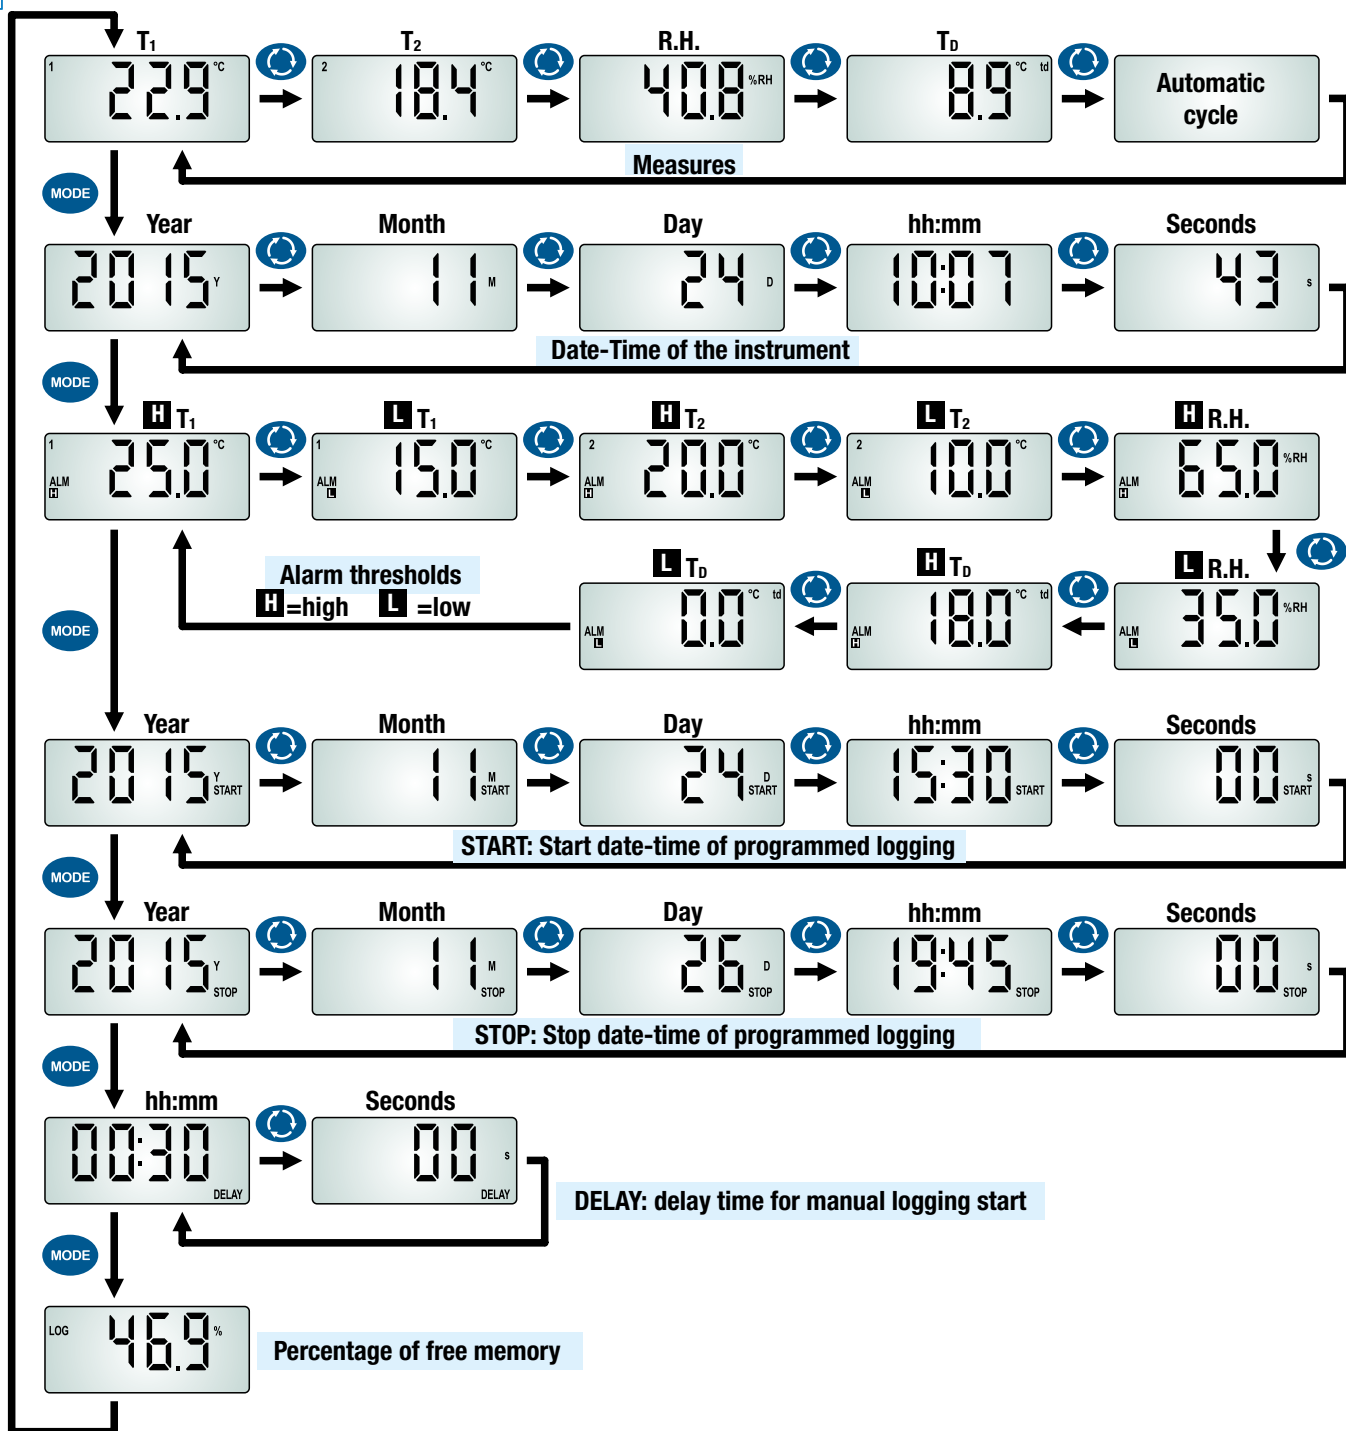 T1 T2 R.H. TD
1 22.9 °C 2 18.4 °C 40.8 %RH 8.9 °C td Automatic cycle
Measures
MODE
Year Month Day hh:mm Seconds
2015 Y 11 M 24 D 10:07 43 s
Date-Time of the instrument
MODE
H T1 L T1 H T2 L T2 H R.H.
1 ALM H 25.0 °C 1 ALM L 15.0 °C 2 ALM H 20.0 °C 2 ALM L 10.0 °C ALM H 65.0 %RH
L TD H TD L R.H.
Alarm thresholds
H =high L =low
ALM L 0.0 °C td ALM H 18.0 °C td ALM L 35.0 %RH
MODE
Year Month Day hh:mm Seconds
2015 Y START 11 M START 24 D START 15:30 START 00 s START
START: Start date-time of programmed logging
MODE
Year Month Day hh:mm Seconds
2015 Y STOP 11 M STOP 26 D STOP 19:45 STOP 00 s STOP
STOP: Stop date-time of programmed logging
MODE
hh:mm Seconds
00:30 DELAY 00 s DELAY
DELAY: delay time for manual logging start
MODE
LOG 46.9 %
Percentage of free memory